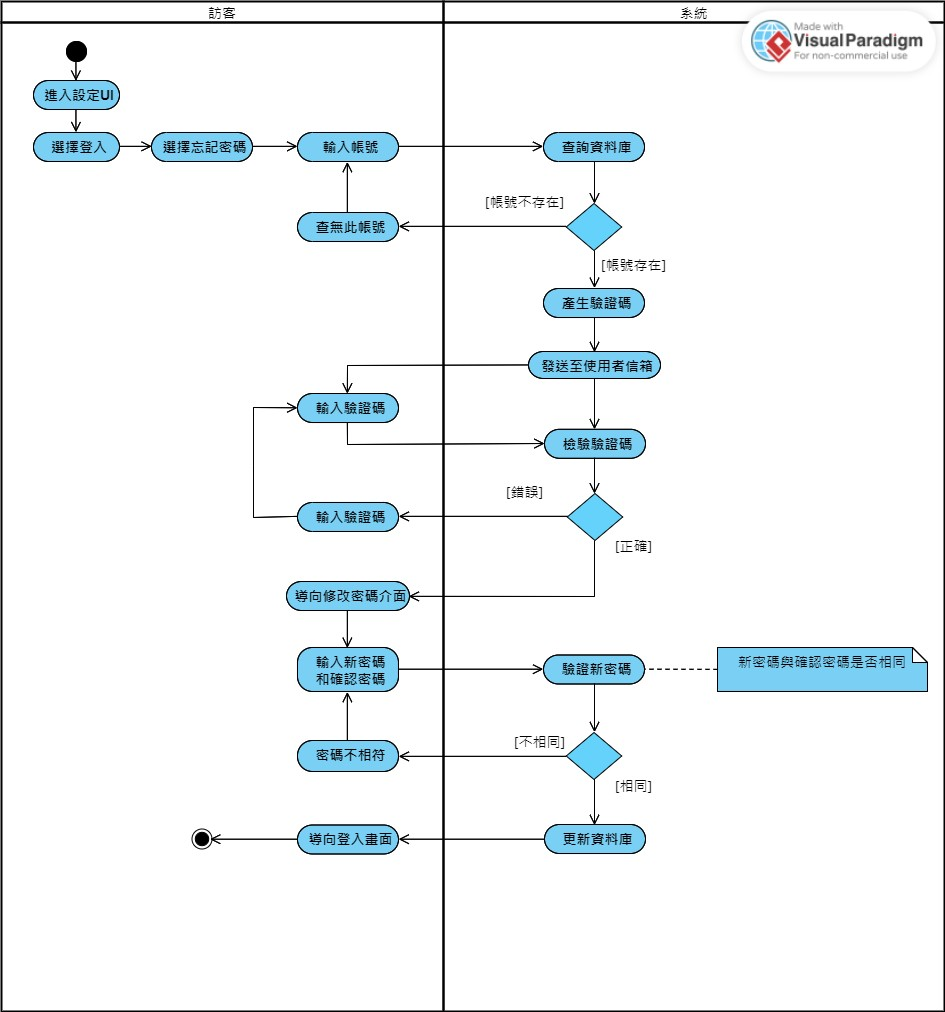 訪客
系統
Made with
Visual Paradigm
For non-commercial use
進入設定UI
選擇登入
選擇忘記密碼
輸入帳號
查詢資料庫
[帳號不存在]
查無此帳號
[帳號存在]
產生驗證碼
發送至使用者信箱
輸入驗證碼
檢驗驗證碼
[錯誤]
輸入驗證碼
[正確]
導向修改密碼介面
輸入新密碼
和確認密碼
驗證新密碼
新密碼與確認密碼是否相同
[不相同]
密碼不相符
[相同]
導向登入畫面
更新資料庫